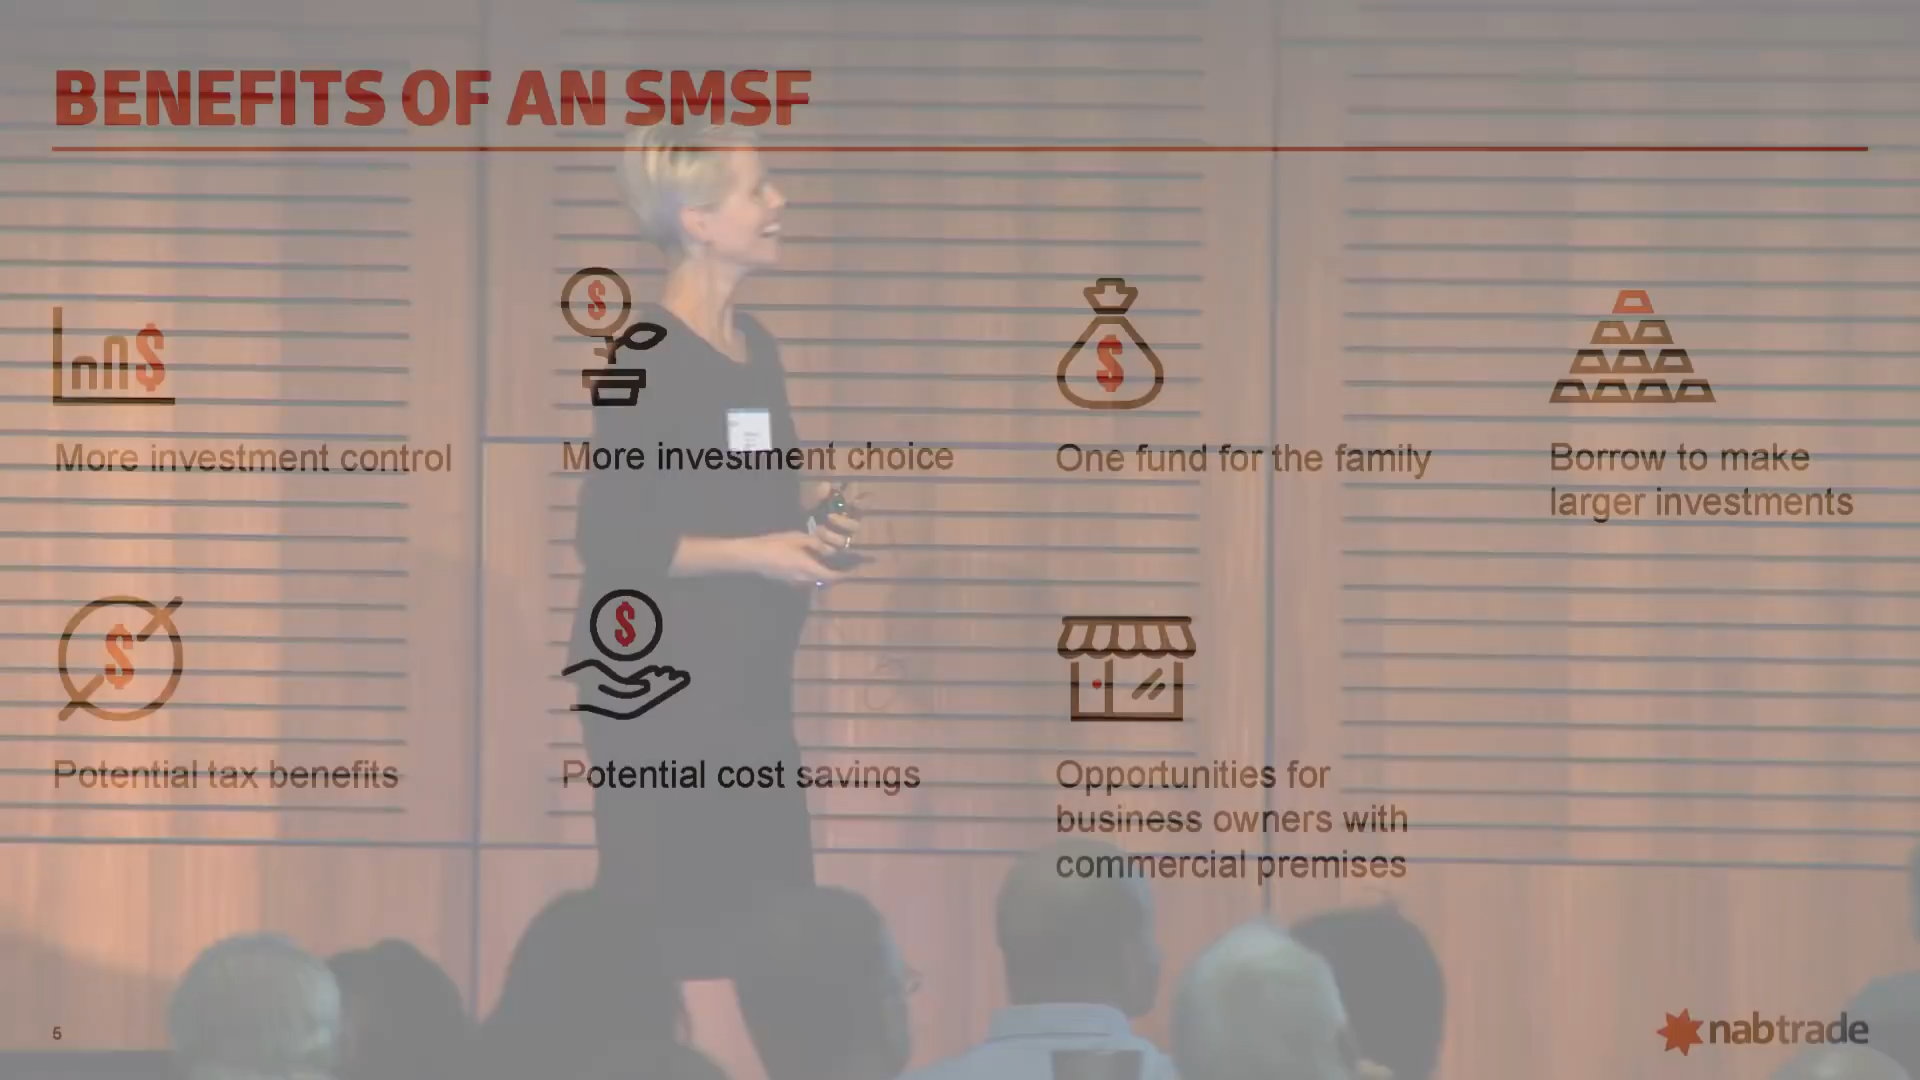 BENEFITS OF AN SMSF
More investment control
More investment choice
One fund for the family
Borrow to make
larger investments
Potential tax benefits
Potential cost savings
Opportunities for
business owners with
commercial premises
5
nabtrade